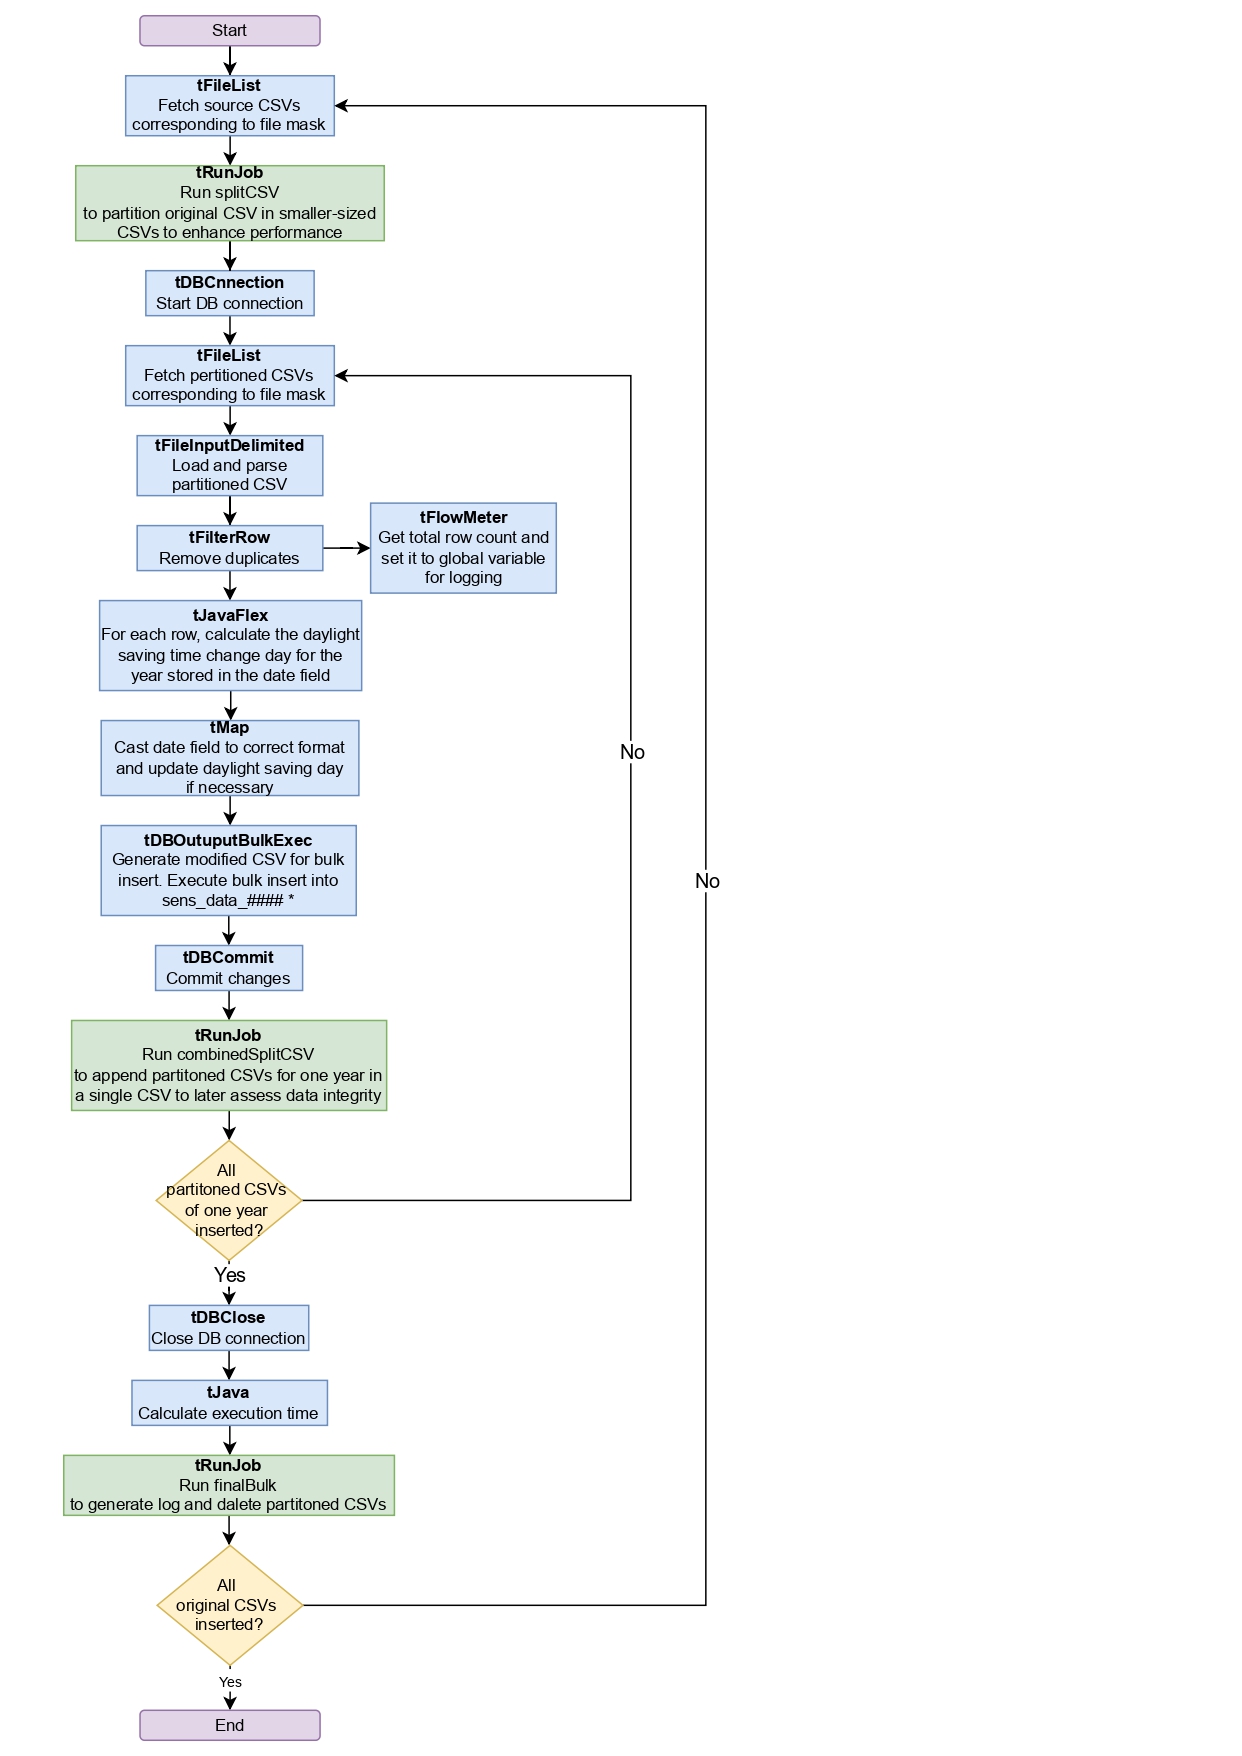 Start
tFileList
Fetch source CSVs
corresponding to file mask
tRunJob
Run splitCSV
to partition original CSV in smaller-sized
CSVs to enhance performance
tDBCnnection
Start DB connection
tFileList
Fetch pertitioned CSVs
corresponding to file mask
tFileInputDelimited
Load and parse
partitioned CSV
tFilterRow
Remove duplicates
tFlowMeter
Get total row count and
set it to global variable
for logging
tJavaFlex
For each row, calculate the daylight
saving time change day for the
year stored in the date field
tMap
Cast date field to correct format
and update daylight saving day
if necessary
No
tDBOutuputBulkExec
Generate modified CSV for bulk
insert. Execute bulk insert into
sens_data_#### *
No
tDBCommit
Commit changes
tRunJob
Run combinedSplitCSV
to append partitoned CSVs for one year in
a single CSV to later assess data integrity
All
partitoned CSVs
of one year
inserted?
Yes
tDBClose
Close DB connection
tJava
Calculate execution time
tRunJob
Run finalBulk
to generate log and dalete partitoned CSVs
All
original CSVs
inserted?
Yes
End